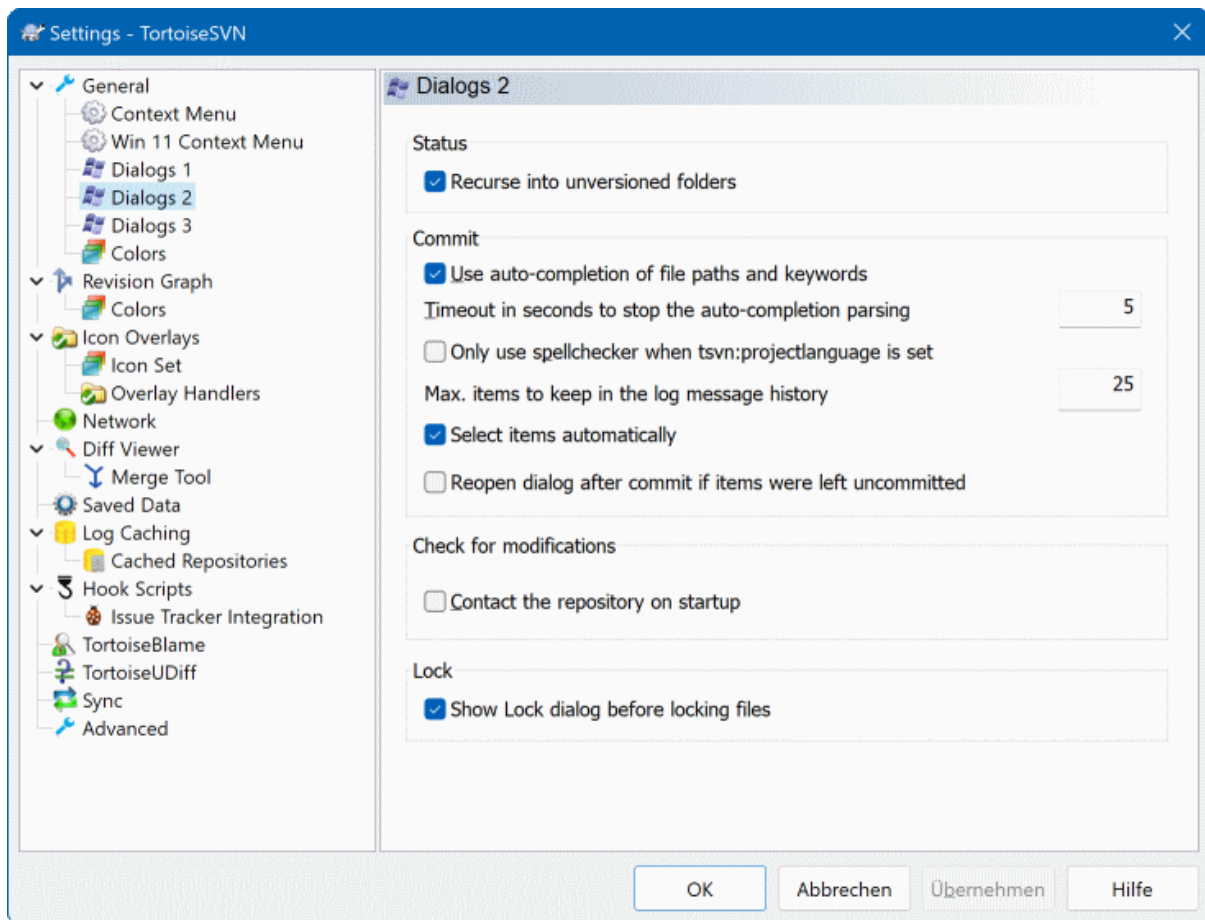 Settings - TortoiseSVN
General
Context Menu
Win 11 Context Menu
Dialogs 1
Dialogs 2
Dialogs 3
Colors
Revision Graph
Colors
Icon Overlays
Icon Set
Overlay Handlers
Network
Diff Viewer
Merge Tool
Saved Data
Log Caching
Cached Repositories
Hook Scripts
Issue Tracker Integration
TortoiseBlame
TortoiseUDiff
Sync
Advanced
Dialogs 2
Status
Recurse into unversioned folders
Commit
Use auto-completion of file paths and keywords
Timeout in seconds to stop the auto-completion parsing 5
Only use spellchecker when tsvn:projectlanguage is set
Max. items to keep in the log message history 25
Select items automatically
Reopen dialog after commit if items were left uncommitted
Check for modifications
Contact the repository on startup
Lock
Show Lock dialog before locking files
OK Abbrechen Übernehmen Hilfe